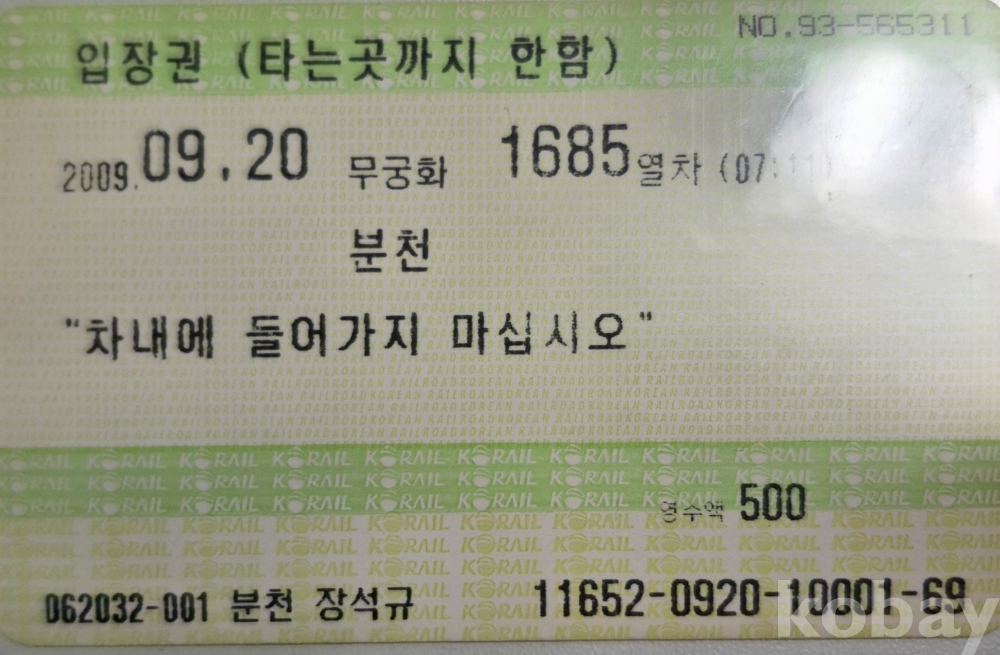 NO.93-565311
입장권 (타는곳까지 한함)
2009.09.20 무궁화 1685열차 (07:11)
분천
"차내에 들어가지 마십시오"
영수액 500
062032-001 분천 장석규 11652-0920-10001-69
kobay